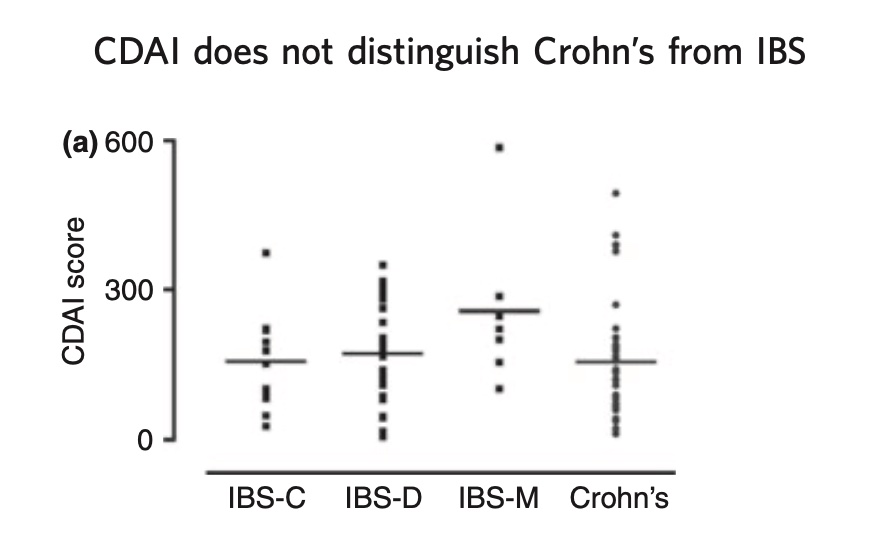 CDAI does not distinguish Crohn’s from IBS
(a) 600
CDAI score
300
0
IBS-C IBS-D IBS-M Crohn’s